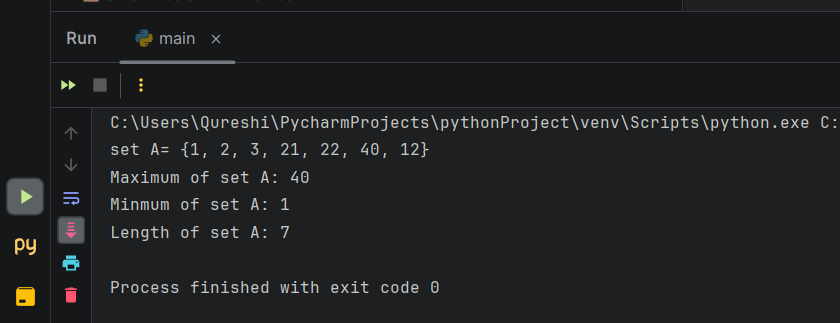 Run
main
C:\Users\Qureshi\PycharmProjects\pythonProject\venv\Scripts\python.exe C:
set A= {1, 2, 3, 21, 22, 40, 12}
Maximum of set A: 40
Minmum of set A: 1
Length of set A: 7
py
Process finished with exit code 0